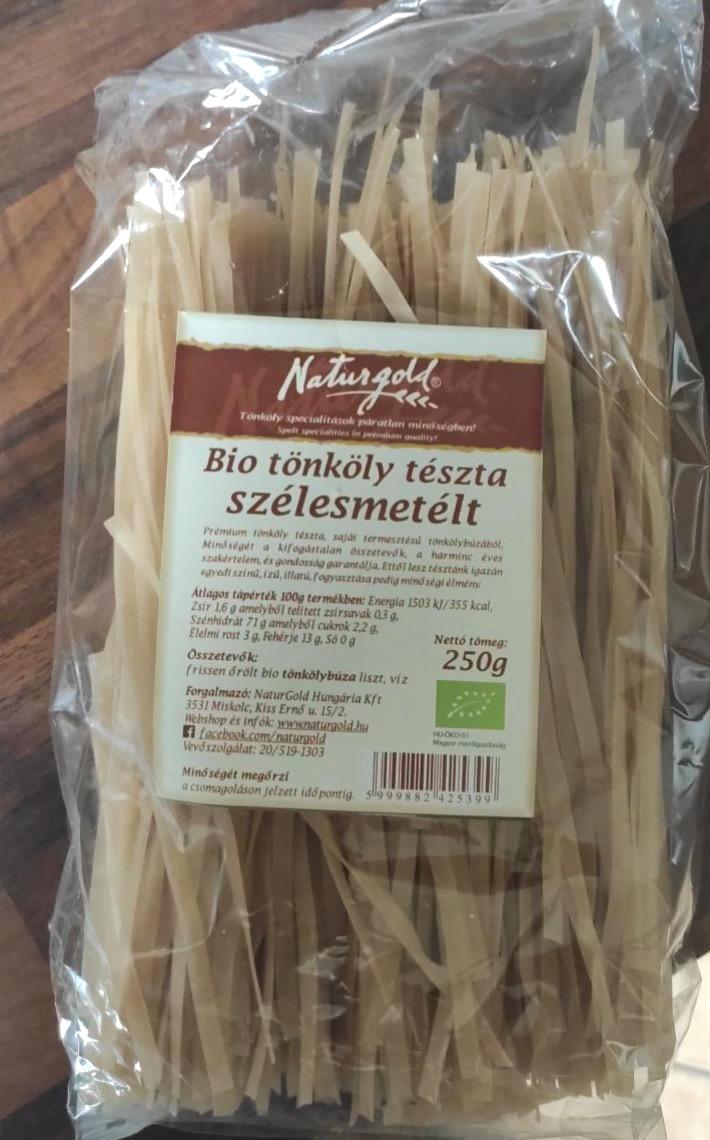 Naturgold®
Tönköly specialitások páratlan minőségben!
Spelt specialities in prémium quality!
Bio tönköly tészta
szélesmetélt
Prémium tönköly tészta, saját termesztésű tönkölybúzából.
Minőségét a kifogástalan összetevők, a harminc éves
szakértelem, és gondosság garantálja. Ettől lesz tésztánk igazán
egyedi színű, ízű, illatú, fogyasztása pedig minőségi élmény.
Átlagos tápérték 100g termékben: Energia 1503 kJ/355 kcal,
Zsír 1,6 g amelyből telített zsírsavak 0,3 g,
Szénhidrát 71 g amelyből cukrok 2,2 g,
Élelmi rost 3 g, Fehérje 13 g, Só 0 g
Nettó tömeg:
250g
Összetevők:
frissen őrölt bio tönkölybúza liszt, víz
Forgalmazó: NaturGold Hungária Kft
3531 Miskolc, Kiss Ernő u. 15/2.
Webshop és infók: www.naturgold.hu
facebook.com/naturgold
Vevőszolgálat: 20/519-1303
HU-ÖKO-01
Magyar mezőgazdaság
Minőségét megőrzi
a csomagoláson jelzett időpontig.
5 999882 425399